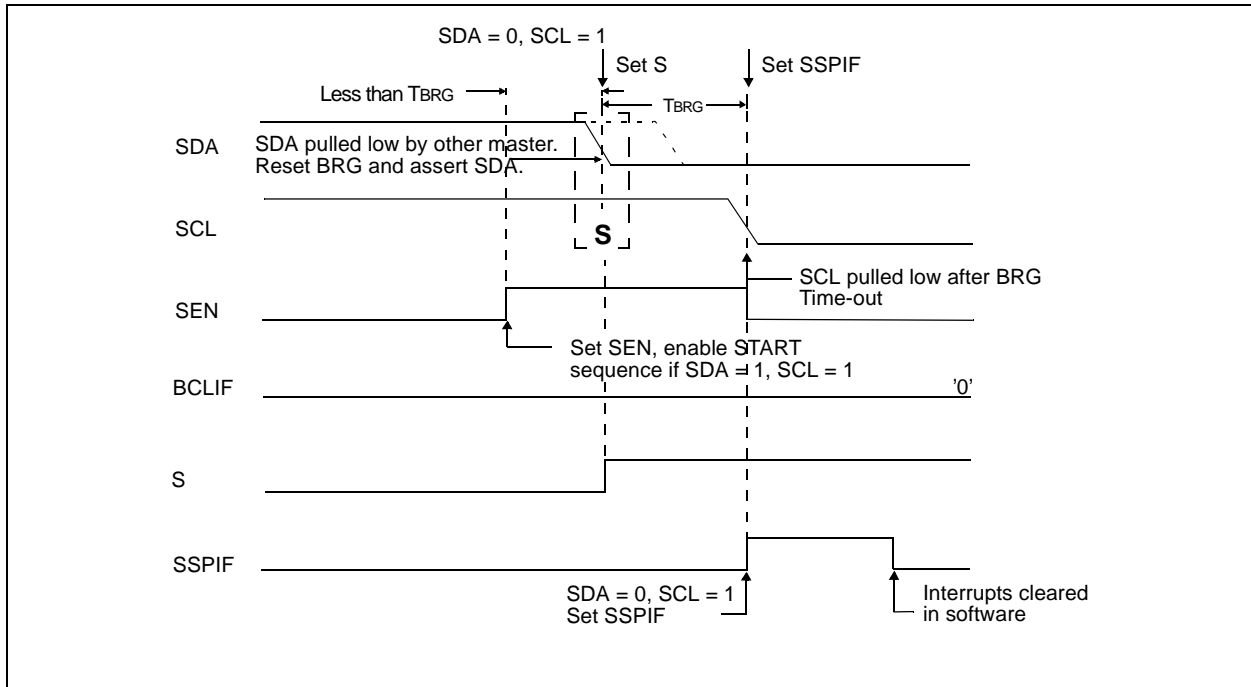 SDA = 0, SCL = 1
Set S
Set SSPIF
Less than TBRG
TBRG
SDA
SDA pulled low by other master.
Reset BRG and assert SDA.
SCL
S
SCL pulled low after BRG
Time-out
SEN
Set SEN, enable START
sequence if SDA = 1, SCL = 1
BCLIF
'0'
S
SSPIF
SDA = 0, SCL = 1
Set SSPIF
Interrupts cleared
in software